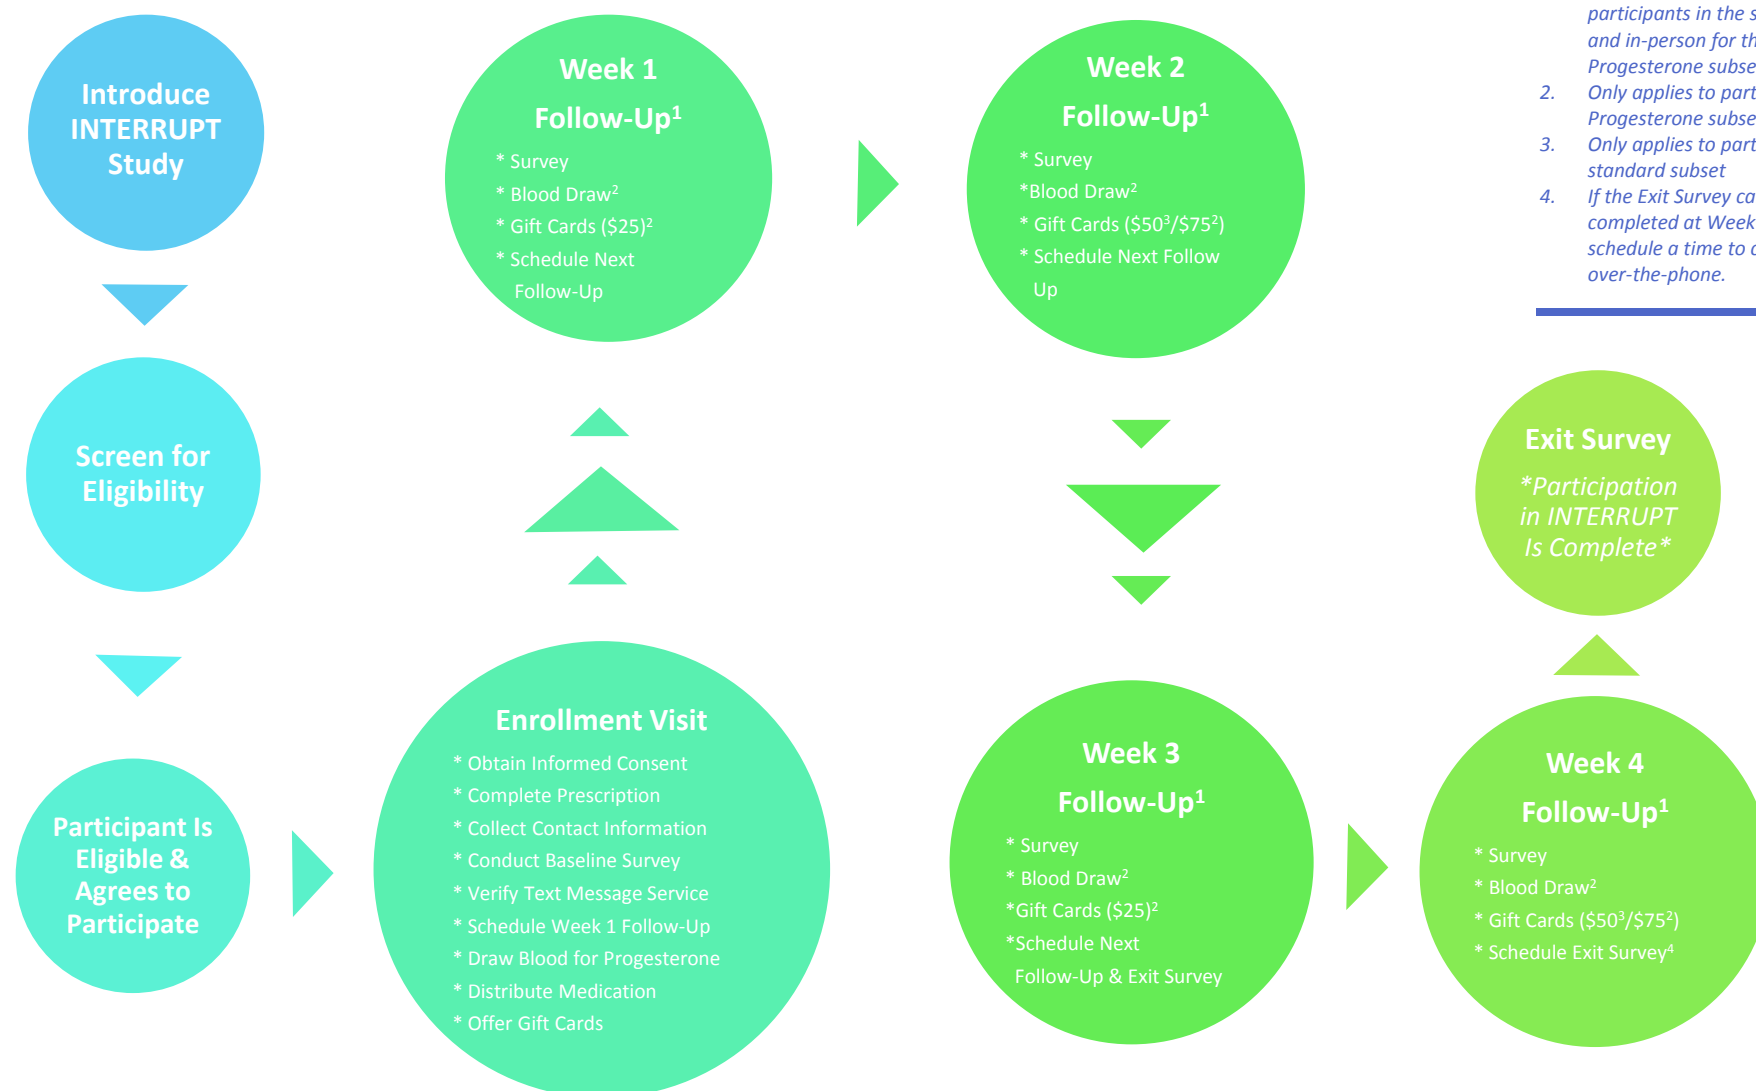 Introduce
INTERRUPT
Study
Screen for
Eligibility
Participant Is
Eligible &
Agrees to
Participate
Enrollment Visit
* Obtain Informed Consent
* Complete Prescription
* Collect Contact Information
* Conduct Baseline Survey
* Verify Text Message Service
* Schedule Week 1 Follow-Up
* Draw Blood for Progesterone
* Distribute Medication
* Offer Gift Cards
Week 1
Follow-Up¹
* Survey
* Blood Draw²
* Gift Cards ($25)²
* Schedule Next
Follow-Up
Week 2
Follow-Up¹
* Survey
*Blood Draw²
* Gift Cards ($50³/$75²)
* Schedule Next Follow
Up
Week 3
Follow-Up¹
* Survey
* Blood Draw²
*Gift Cards ($25)²
*Schedule Next
Follow-Up & Exit Survey
Week 4
Follow-Up¹
* Survey
* Blood Draw²
* Gift Cards ($50³/$75²)
* Schedule Exit Survey⁴
Exit Survey
*Participation
in INTERRUPT
Is Complete*
participants in the
and in-person for
Progesterone
2. Only applies to
Progesterone
3. Only applies to
standard subset
4. If the Exit Survey
completed at Week
schedule a time to
over-the-phone.